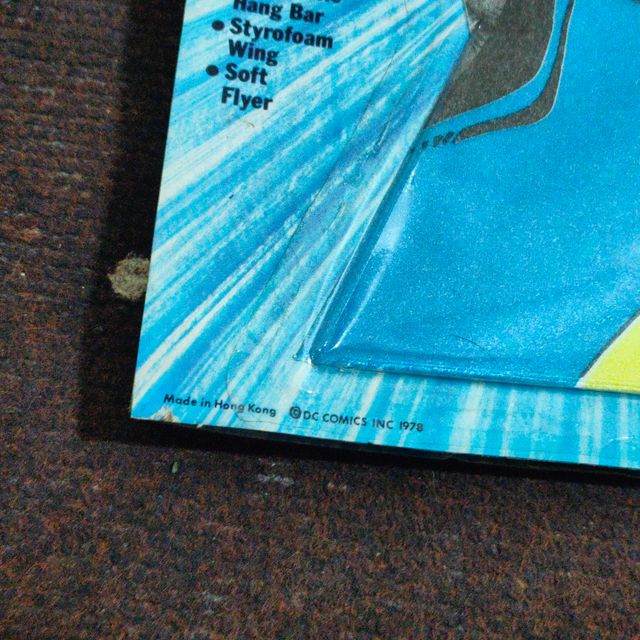 Hang Bar
• Styrofoam
Wing
• Soft
Flyer
Made in Hong Kong ©DC COMICS INC 1978